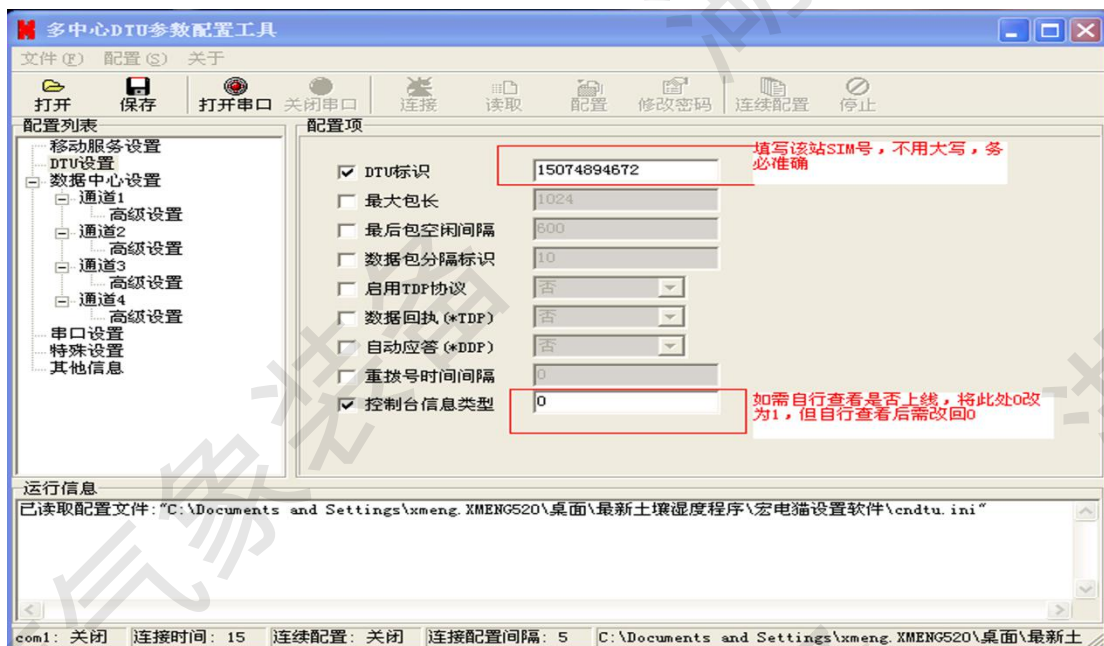 多中心DTU参数配置工具
文件(F) 配置(S) 关于
打开 保存 打开串口 关闭串口 连接 读取 配置 修改密码 连续配置 停止
配置列表
移动服务设置
DTU设置
数据中心设置
通道1
高级设置
通道2
高级设置
通道3
高级设置
通道4
高级设置
串口设置
特殊设置
其他信息
配置项
DTU标识 15074894672
最大包长 1024
最后包空闲间隔 600
数据包分隔标识 10
启用TDP协议 否
数据回执(*TDP) 否
自动应答(*DDP) 否
重拨号时间间隔 0
控制台信息类型 0
填写该站SIM号，不用大写，务
必准确
如需自行查看是否上线，将此处0改
为1，但自行查看后需改回0
运行信息
已读取配置文件:"C:\Documents and Settings\xmeng.XMENG520\桌面\最新土壤湿度程序\宏电猫设置软件\cndtu.ini"
com1: 关闭 连接时间: 15 连续配置: 关闭 连接配置间隔: 5 C:\Documents and Settings\xmeng.XMENG520\桌面\最新土
气象装备